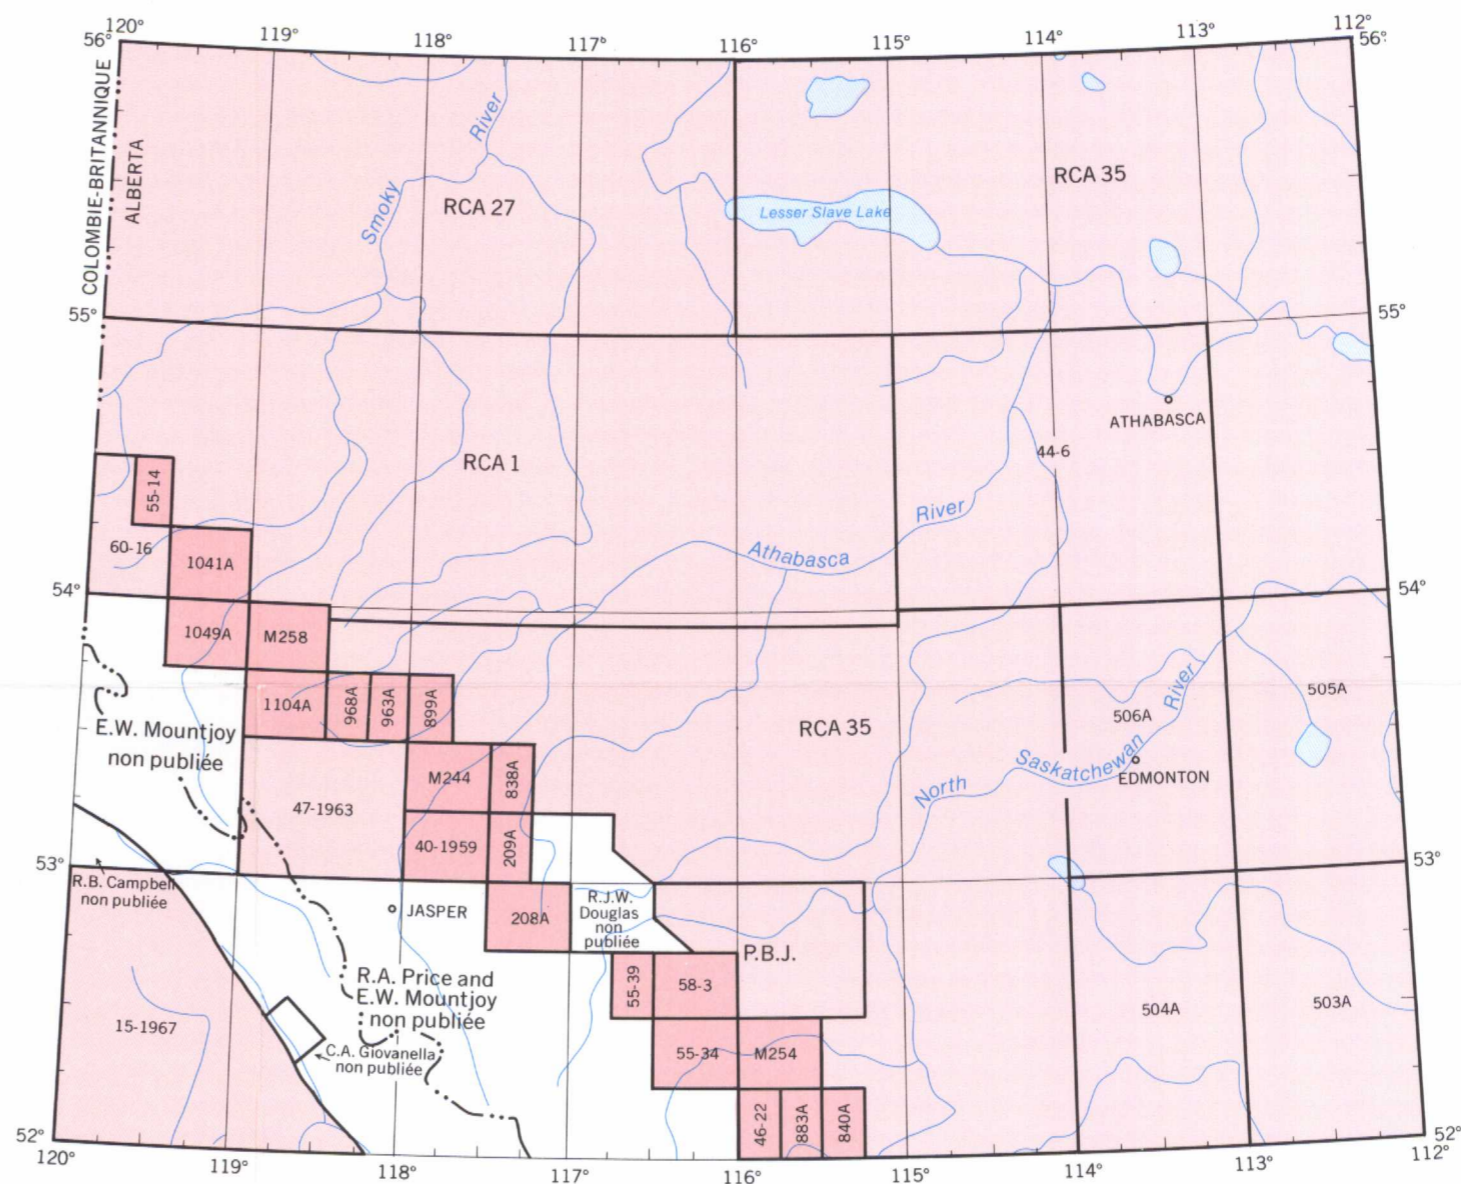 120°
119°
118°
117°
116°
115°
114°
113°
112°
56°
56°
COLOMBIE-BRITANNIQUE
ALBERTA
Smoky
River
RCA 27
RCA 35
Lesser Slave Lake
55°
55°
RCA 1
ATHABASCA
44-6
55-14
60-16
1041A
River
Athabasca
54°
54°
1049A
M258
1104A
968A
963A
899A
RCA 35
505A
506A
River
E.W. Mountjoy
non publiée
M244
838A
North
Saskatchewan
EDMONTON
47-1963
40-1959
209A
53°
53°
R.B. Campbell
non publiée
JASPER
208A
R.J.W.
Douglas
non
publiée
P.B.J.
R.A. Price and
E.W. Mountjoy
non publiée
55-39
58-3
504A
503A
15-1967
C.A. Giovanella
non publiée
55-34
M254
46-22
883A
840A
52°
52°
120°
119°
118°
117°
116°
115°
114°
113°
112°